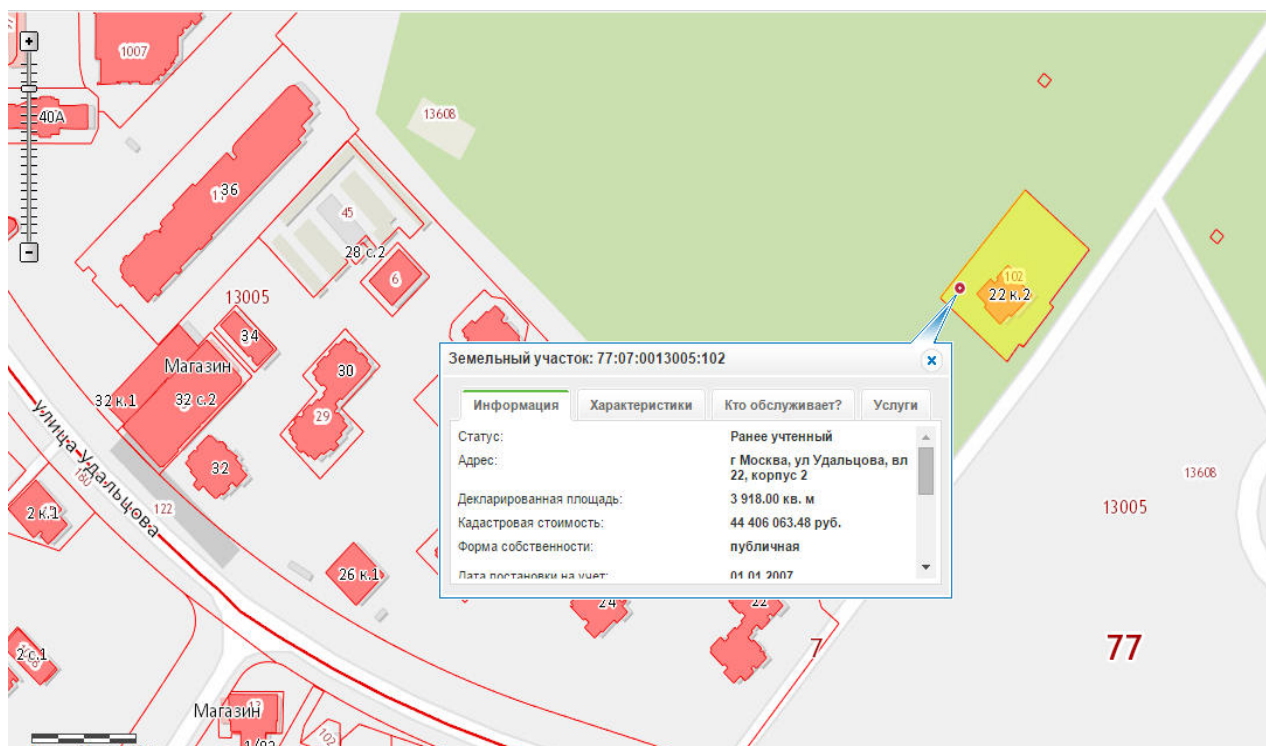 1007
40А
13608
36
45
28 с.2
6
102
22 к.2
13005
34
Магазин
30
32 к.1
32 с.2
29
32
улица Удальцова
160
122
2 к.1
26 к.1
24
22
7
2 с.1
Магазин
13
102
13608
13005
77
Земельный участок: 77:07:0013005:102
Информация
Характеристики
Кто обслуживает?
Услуги
Статус: Ранее учтенный
Адрес: г Москва, ул Удальцова, вл
22, корпус 2
Декларированная площадь: 3 918.00 кв. м
Кадастровая стоимость: 44 406 063.48 руб.
Форма собственности: публичная
Дата постановки на учет: 01.01.2007